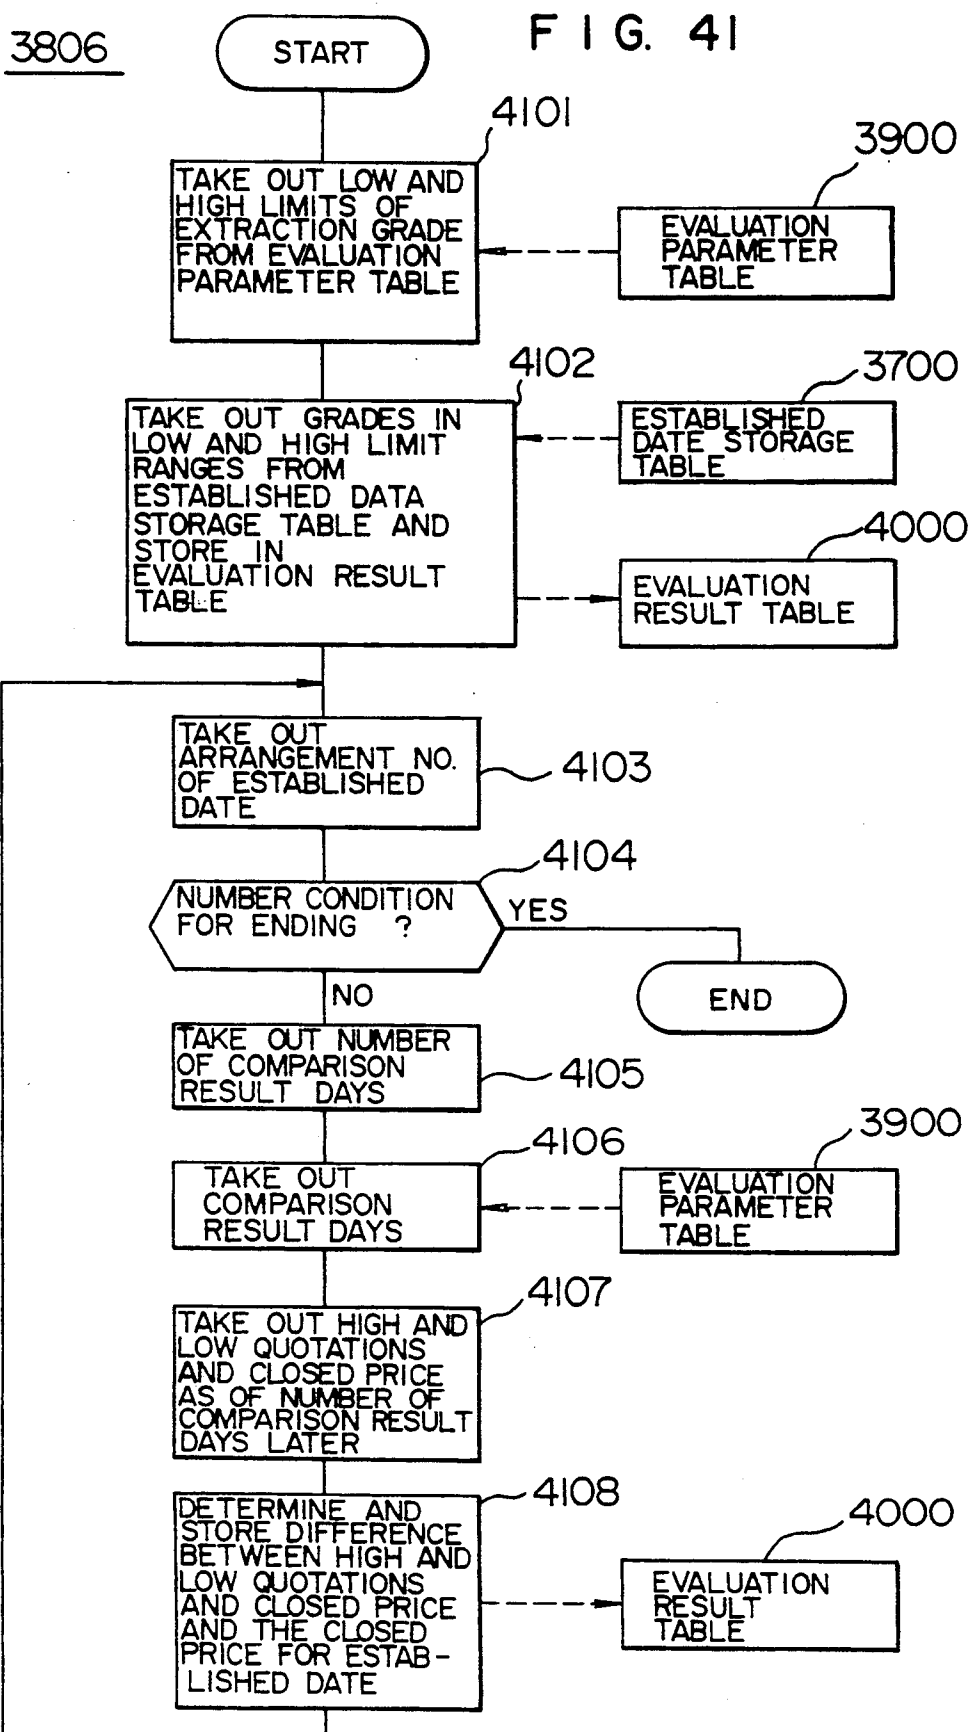 3806
START
FIG. 41
4101
TAKE OUT LOW AND
HIGH LIMITS OF
EXTRACTION GRADE
FROM EVALUATION
PARAMETER TABLE
3900
EVALUATION
PARAMETER
TABLE
4102
TAKE OUT GRADES IN
LOW AND HIGH LIMIT
RANGES FROM
ESTABLISHED DATA
STORAGE TABLE AND
STORE IN
EVALUATION RESULT
TABLE
3700
ESTABLISHED
DATE STORAGE
TABLE
4000
EVALUATION
RESULT TABLE
TAKE OUT
ARRANGEMENT NO.
OF ESTABLISHED
DATE
4103
4104
NUMBER CONDITION
FOR ENDING ?
YES
END
NO
TAKE OUT NUMBER
OF COMPARISON
RESULT DAYS
4105
4106
TAKE OUT
COMPARISON
RESULT DAYS
3900
EVALUATION
PARAMETER
TABLE
4107
TAKE OUT HIGH AND
LOW QUOTATIONS
AND CLOSED PRICE
AS OF NUMBER OF
COMPARISON RESULT
DAYS LATER
4108
DETERMINE AND
STORE DIFFERENCE
BETWEEN HIGH AND
LOW QUOTATIONS
AND CLOSED PRICE
AND THE CLOSED
PRICE FOR ESTAB-
LISHED DATE
4000
EVALUATION
RESULT
TABLE